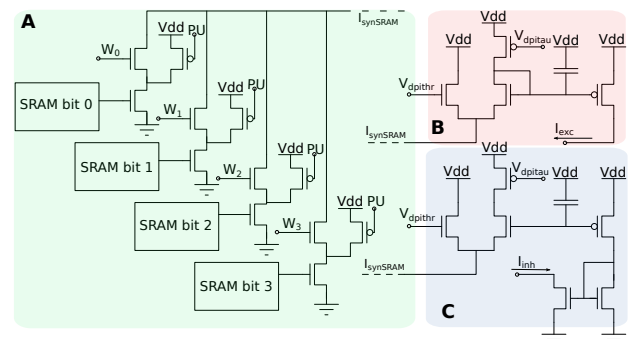 A
I_synSRAM
Vdd PU
W_0
SRAM bit 0
Vdd PU
W_1
SRAM bit 1
Vdd PU
W_2
SRAM bit 2
Vdd PU
W_3
SRAM bit 3
Vdd
Vdd
V_dpitau
Vdd
Vdd
V_dpithr
I_synSRAM
B
I_exc
Vdd
Vdd
V_dpitau
Vdd
Vdd
V_dpithr
I_synSRAM
I_inh
C